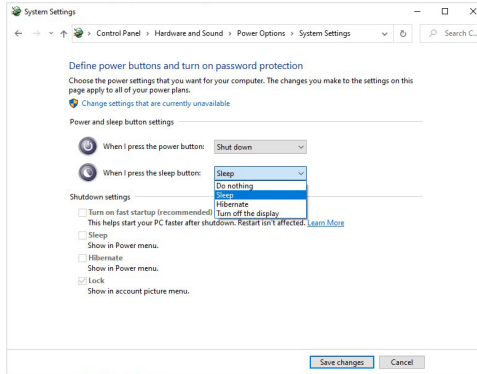 System Settings
Control Panel > Hardware and Sound > Power Options > System Settings
Search C...
Define power buttons and turn on password protection
Choose the power settings that you want for your computer. The changes you make to the settings on this
page apply to all of your power plans.
Change settings that are currently unavailable
Power and sleep button settings
When I press the power button: Shut down
When I press the sleep button: Sleep
Do nothing
Sleep
Hibernate
Turn off the display
Shutdown settings
Turn on fast startup (recommended)
This helps start your PC faster after shutdown. Restart isn't affected. Learn More
Sleep
Show in Power menu.
Hibernate
Show in Power menu.
Lock
Show in account picture menu.
Save changes Cancel